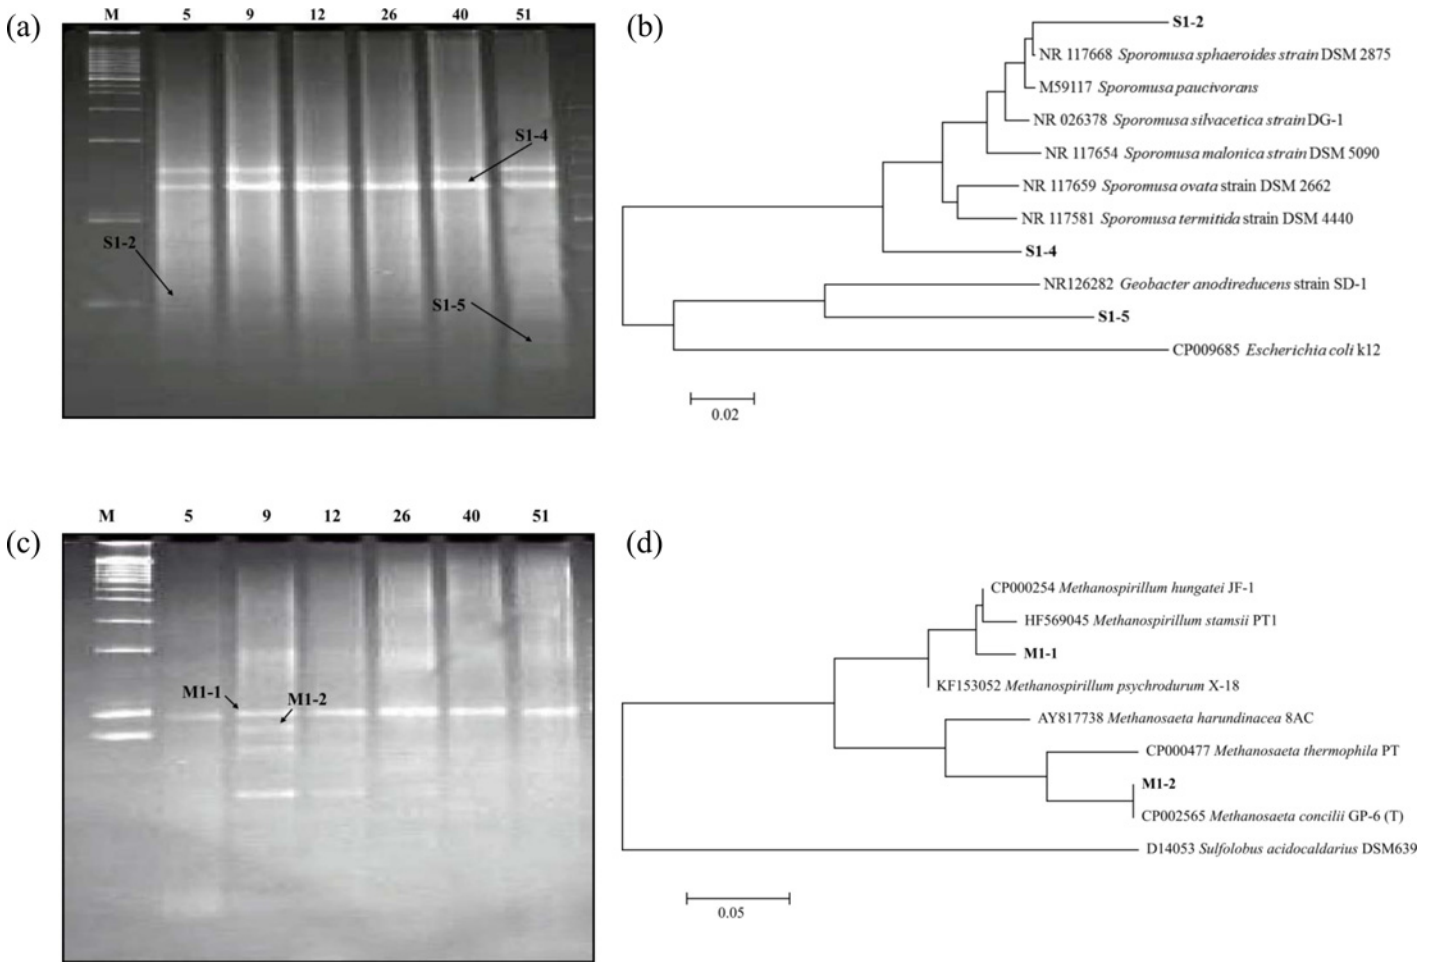 (a)
M 5 9 12 26 40 51
S1-4
S1-2
S1-5
(b)
S1-2
NR 117668 Sporomusa sphaeroides strain DSM 2875
M59117 Sporomusa paucivorans
NR 026378 Sporomusa silvacetica strain DG-1
NR 117654 Sporomusa malonica strain DSM 5090
NR 117659 Sporomusa ovata strain DSM 2662
NR 117581 Sporomusa termitida strain DSM 4440
S1-4
NR126282 Geobacter anodireducens strain SD-1
S1-5
CP009685 Escherichia coli k12
0.02
(c)
M 5 9 12 26 40 51
M1-1
M1-2
(d)
CP000254 Methanospirillum hungatei JF-1
HF569045 Methanospirillum stamsii PT1
M1-1
KF153052 Methanospirillum psychrodurum X-18
AY817738 Methanosaeta harundinacea 8AC
CP000477 Methanosaeta thermophila PT
M1-2
CP002565 Methanosaeta concilii GP-6 (T)
D14053 Sulfolobus acidocaldarius DSM639
0.05